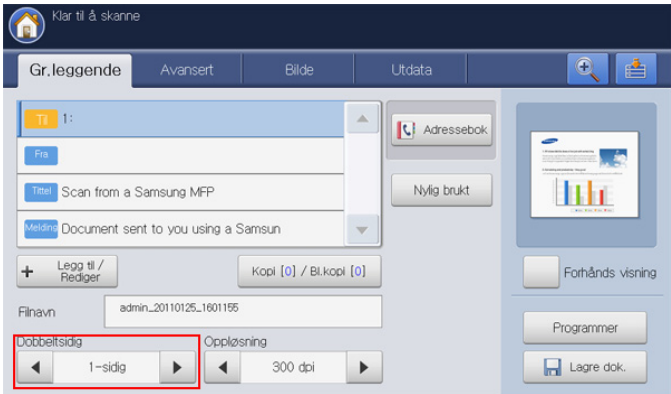 Klar til å skanne
Gr.leggende
Avansert
Bilde
Utdata
Til 1:
Fra
Tittel Scan from a Samsung MFP
Melding Document sent to you using a Samsun
Adressebok
Nylig brukt
+ Legg til /
Rediger
Kopi [0] / Bl.kopi [0]
Filnavn admin_20110125_1601155
Dobbeltsidig
1-sidig
Oppløsning
300 dpi
Forhånds visning
Programmer
Lagre dok.